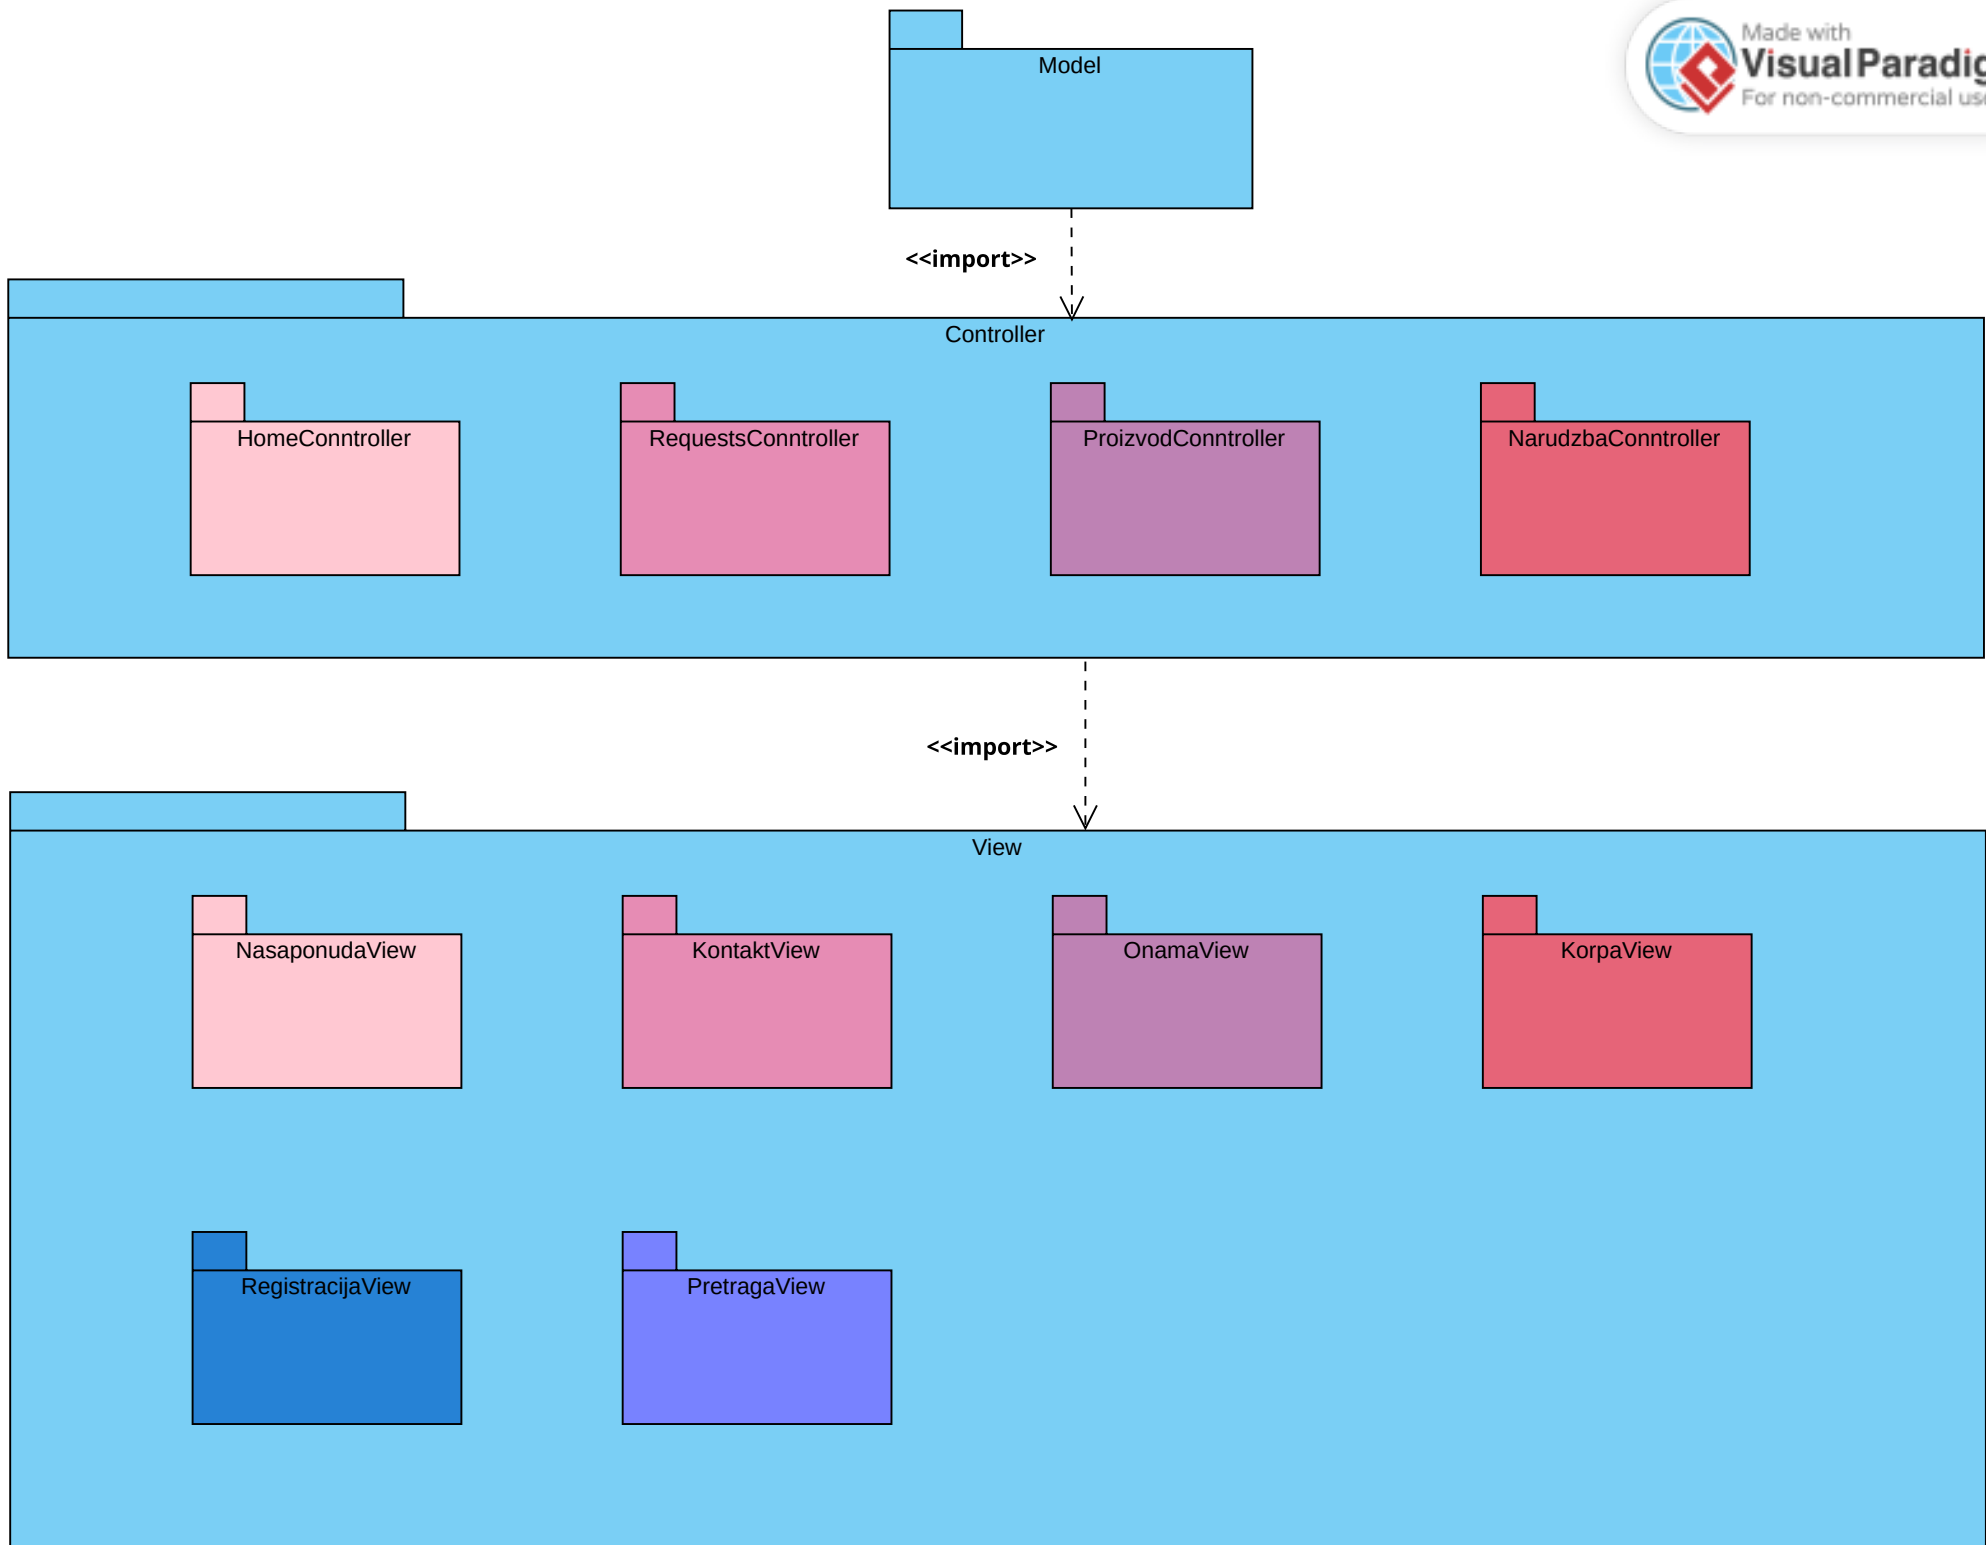 Made with
Visual Paradig
For non-commercial use
Model
<<import>>
Controller
HomeConntroller
RequestsConntroller
ProizvodConntroller
NarudzbaConntroller
<<import>>
View
NasaponudaView
KontaktView
OnamaView
KorpaView
RegistracijaView
PretragaView